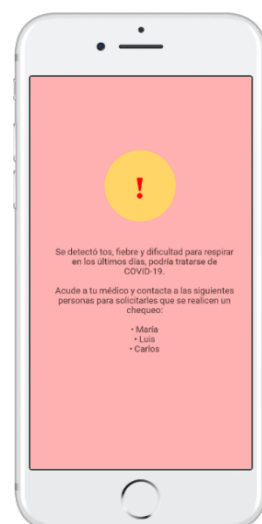 !
Se detectó tos, fiebre y dificultad para respirar
en los últimos días, podría tratarse de
COVID-19.
Acude a tu médico y contacta a las siguientes
personas para solicitarles que se realicen un
chequeo:
• María
• Luis
• Carlos